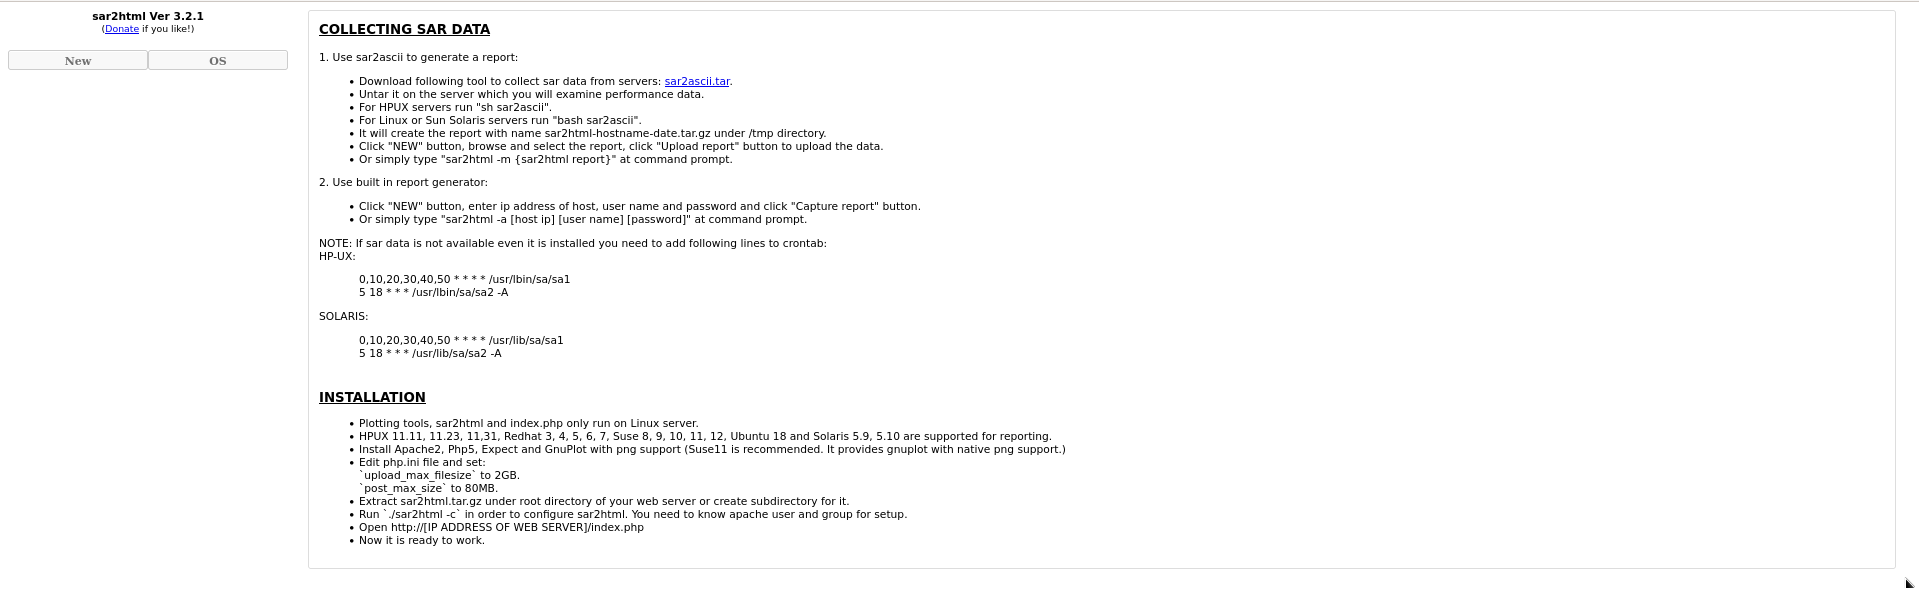 sar2html Ver 3.2.1
(Donate if you like!)
New
OS
COLLECTING SAR DATA
1. Use sar2ascii to generate a report:
• Download following tool to collect sar data from servers: sar2ascii.tar.
• Untar it on the server which you will examine performance data.
• For HPUX servers run "sh sar2ascii".
• For Linux or Sun Solaris servers run "bash sar2ascii".
• It will create the report with name sar2html-hostname-date.tar.gz under /tmp directory.
• Click "NEW" button, browse and select the report, click "Upload report" button to upload the data.
• Or simply type "sar2html -m {sar2html report}" at command prompt.
2. Use built in report generator:
• Click "NEW" button, enter ip address of host, user name and password and click "Capture report" button.
• Or simply type "sar2html -a [host ip] [user name] [password]" at command prompt.
NOTE: If sar data is not available even it is installed you need to add following lines to crontab:
HP-UX:
0,10,20,30,40,50 * * * * /usr/lbin/sa/sa1
5 18 * * * /usr/lbin/sa/sa2 -A
SOLARIS:
0,10,20,30,40,50 * * * * /usr/lib/sa/sa1
5 18 * * * /usr/lib/sa/sa2 -A
INSTALLATION
• Plotting tools, sar2html and index.php only run on Linux server.
• HPUX 11.11, 11.23, 11,31, Redhat 3, 4, 5, 6, 7, Suse 8, 9, 10, 11, 12, Ubuntu 18 and Solaris 5.9, 5.10 are supported for reporting.
• Install Apache2, Php5, Expect and GnuPlot with png support (Suse11 is recommended. It provides gnuplot with native png support.)
• Edit php.ini file and set:
`upload_max_filesize` to 2GB.
`post_max_size` to 80MB.
• Extract sar2html.tar.gz under root directory of your web server or create subdirectory for it.
• Run `./sar2html -c` in order to configure sar2html. You need to know apache user and group for setup.
• Open http://[IP ADDRESS OF WEB SERVER]/index.php
• Now it is ready to work.